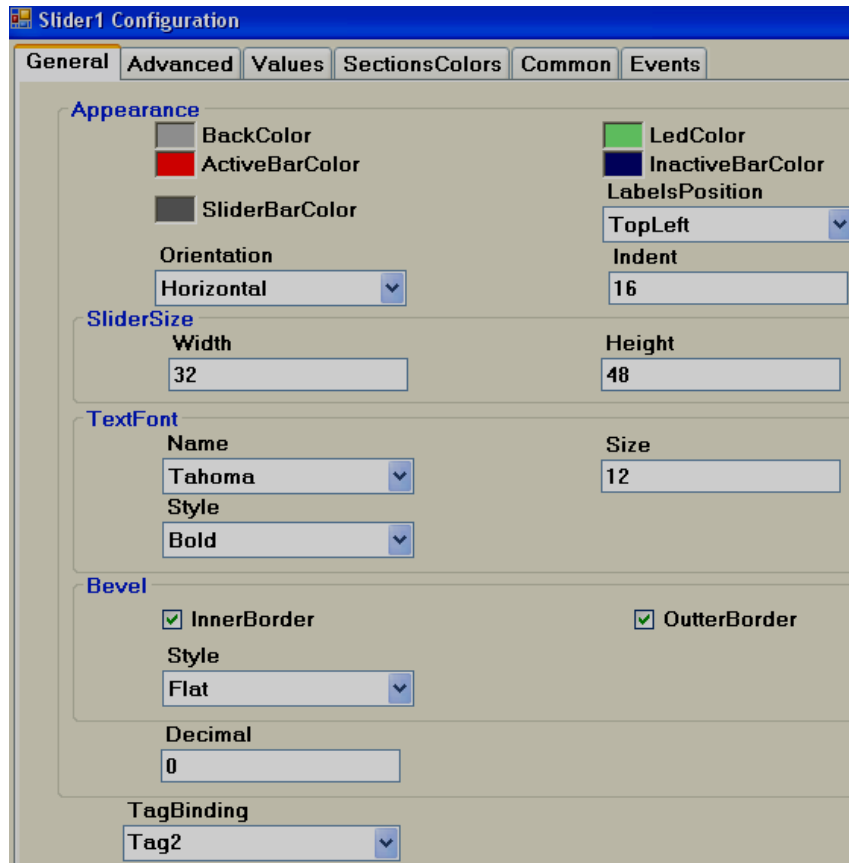 Slider1 Configuration
General Advanced Values SectionsColors Common Events
Appearance
BackColor LedColor
ActiveBarColor InactiveBarColor
SliderBarColor LabelsPosition
TopLeft
Orientation Indent
Horizontal 16
SliderSize
Width Height
32 48
TextFont
Name Size
Tahoma 12
Style
Bold
Bevel
InnerBorder OutterBorder
Style
Flat
Decimal
0
TagBinding
Tag2